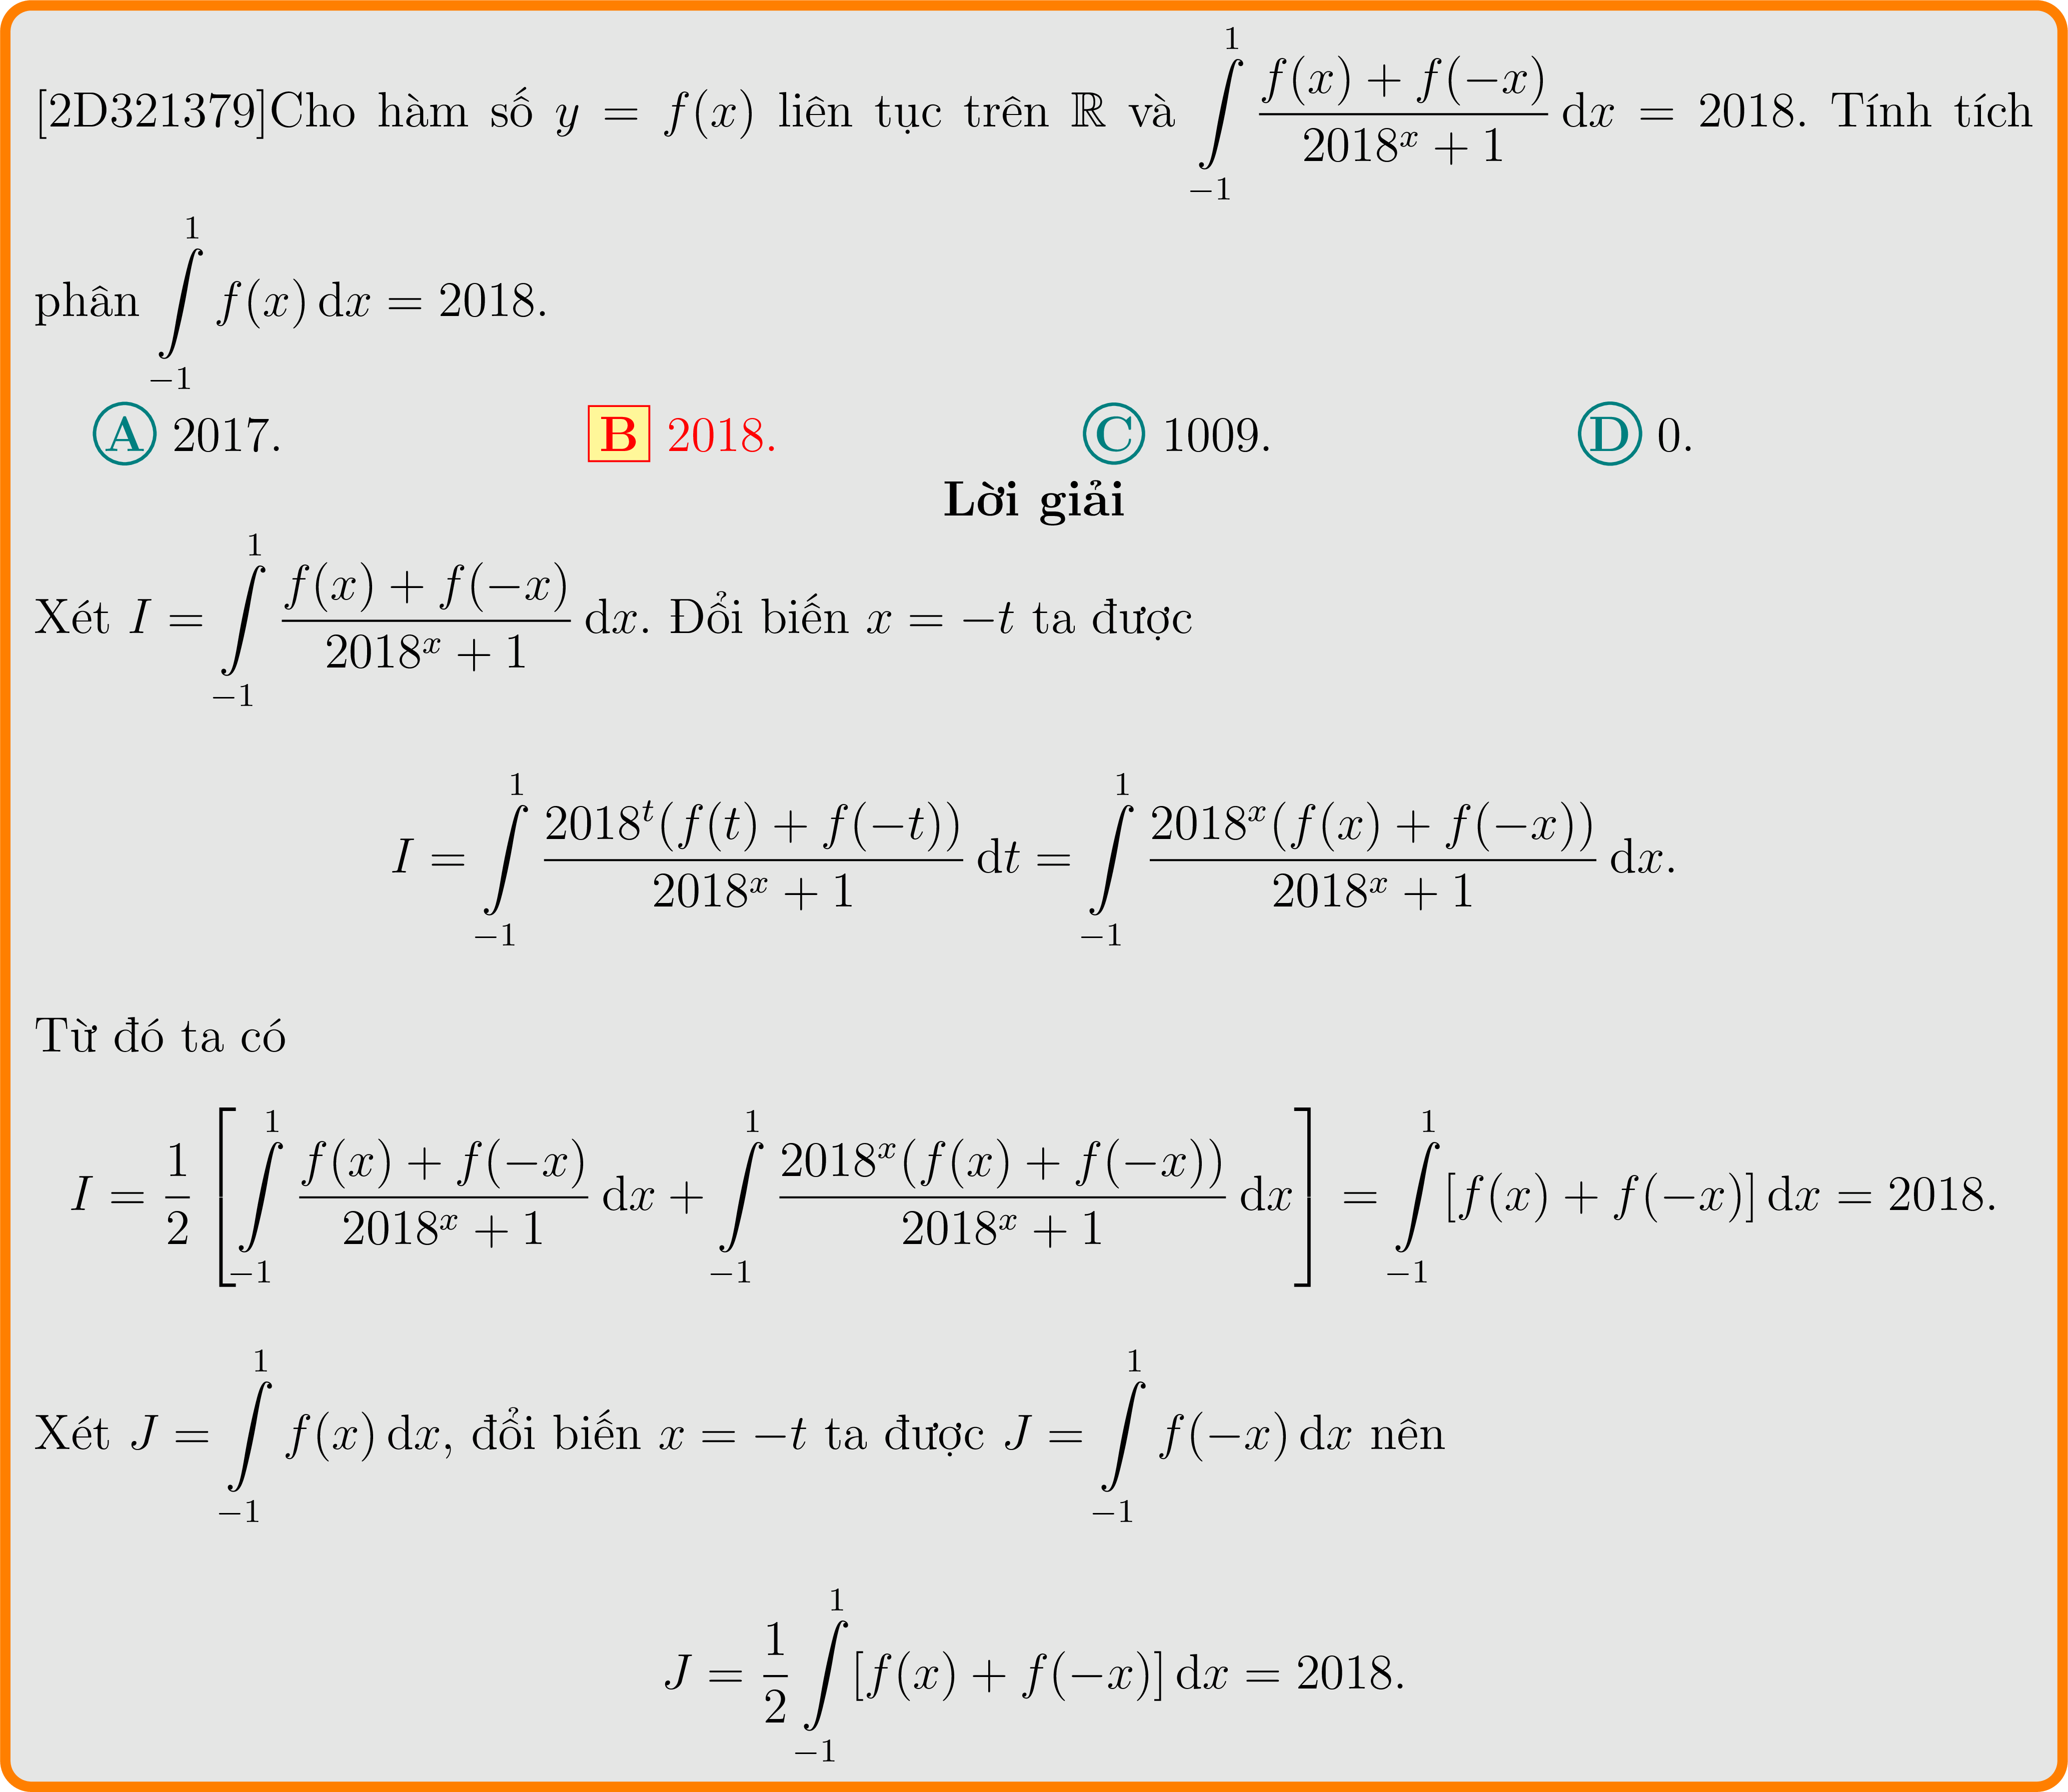 [2D321379]Cho hàm số $y = f(x)$ liên tục trên $\mathbb{R}$ và $\int\limits_{-1}^{1} \frac{f(x)+f(-x)}{2018^x+1}\,\mathrm{d}x = 2018$. Tính tích
phân $\int\limits_{-1}^{1} f(x)\,\mathrm{d}x = 2018$.
A 2017. B 2018. C 1009. D 0.
Lời giải
Xét $I = \int\limits_{-1}^{1} \frac{f(x)+f(-x)}{2018^x+1}\,\mathrm{d}x$. Đổi biến $x = -t$ ta được
$I = \int\limits_{-1}^{1} \frac{2018^t(f(t)+f(-t))}{2018^x+1}\,\mathrm{d}t = \int\limits_{-1}^{1} \frac{2018^x(f(x)+f(-x))}{2018^x+1}\,\mathrm{d}x.$
Từ đó ta có
$I = \frac{1}{2}\left[\int\limits_{-1}^{1} \frac{f(x)+f(-x)}{2018^x+1}\,\mathrm{d}x + \int\limits_{-1}^{1} \frac{2018^x(f(x)+f(-x))}{2018^x+1}\,\mathrm{d}x\right] = \int\limits_{-1}^{1} [f(x)+f(-x)]\,\mathrm{d}x = 2018.$
Xét $J = \int\limits_{-1}^{1} f(x)\,\mathrm{d}x$, đổi biến $x = -t$ ta được $J = \int\limits_{-1}^{1} f(-x)\,\mathrm{d}x$ nên
$J = \frac{1}{2}\int\limits_{-1}^{1} [f(x)+f(-x)]\,\mathrm{d}x = 2018.$